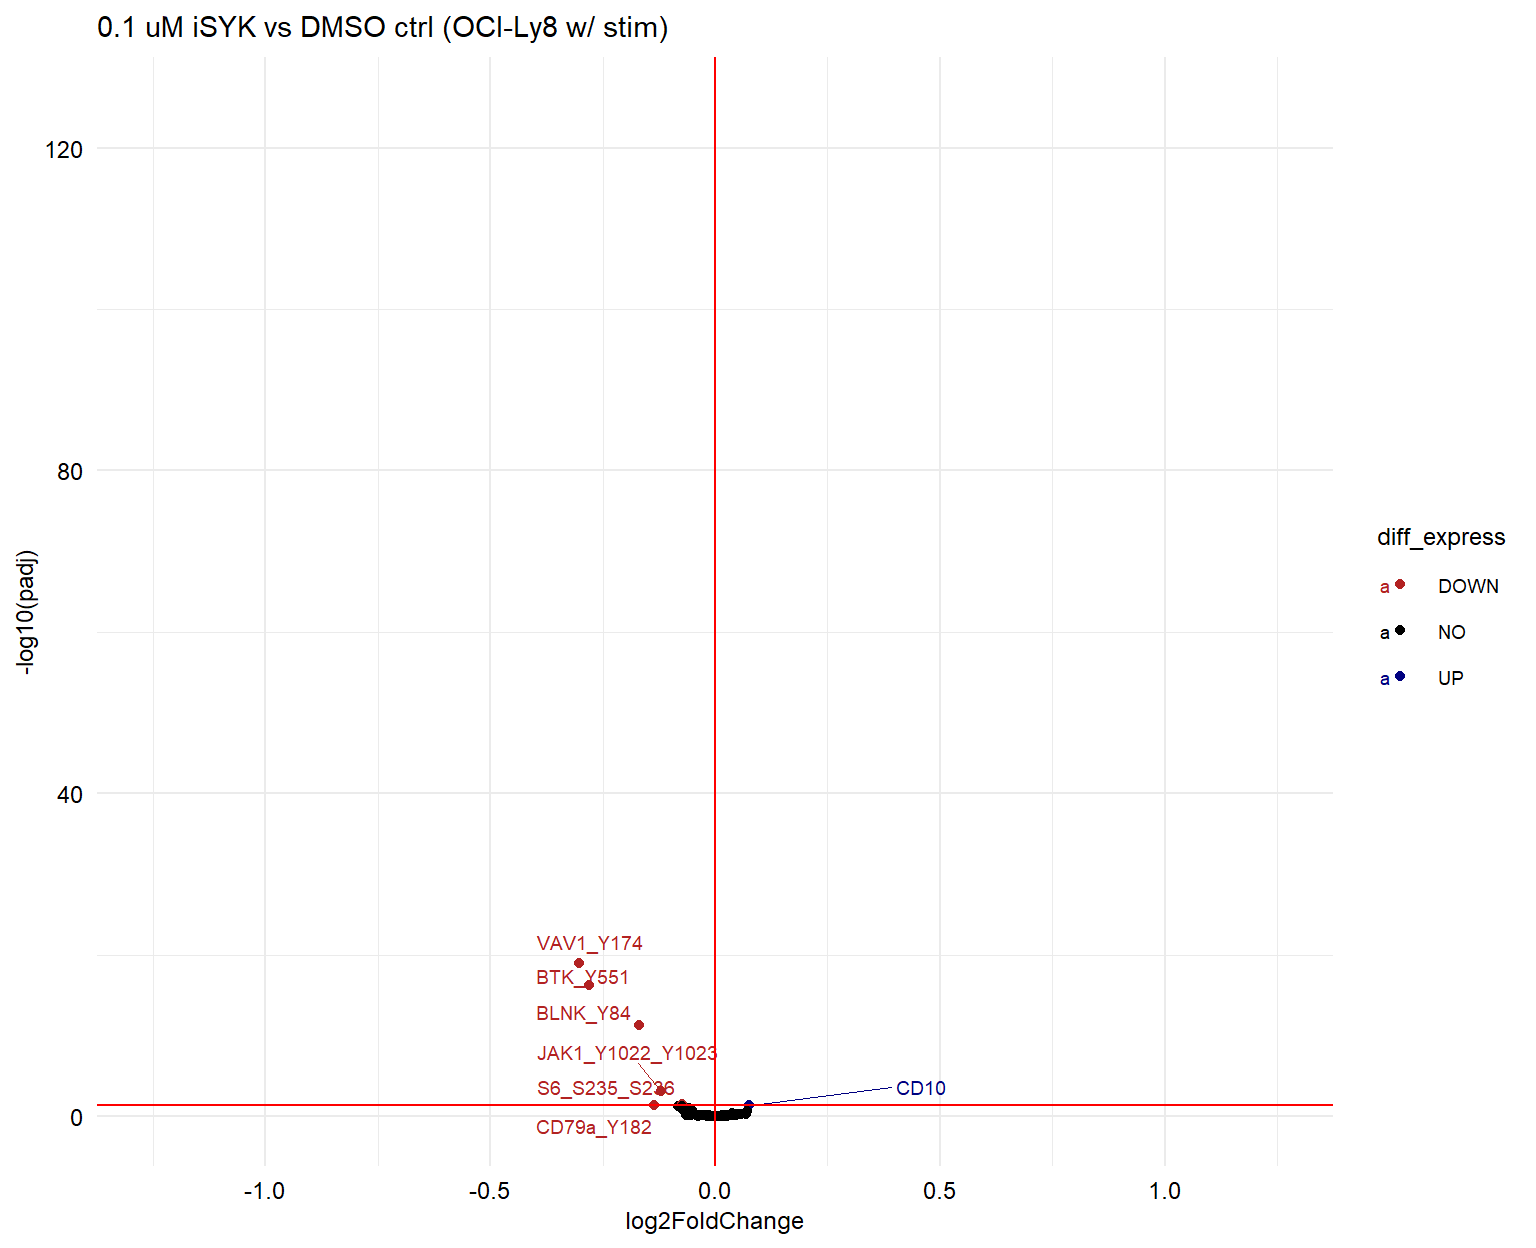 0.1 uM iSYK vs DMSO ctrl (OCI-Ly8 w/ stim)
120
80
40
0
-log10(padj)
VAV1_Y174
BTK_Y551
BLNK_Y84
JAK1_Y1022_Y1023
S6_S235_S236
CD79a_Y182
CD10
-1.0
-0.5
0.0
0.5
1.0
log2FoldChange
diff_express
a DOWN
a NO
a UP